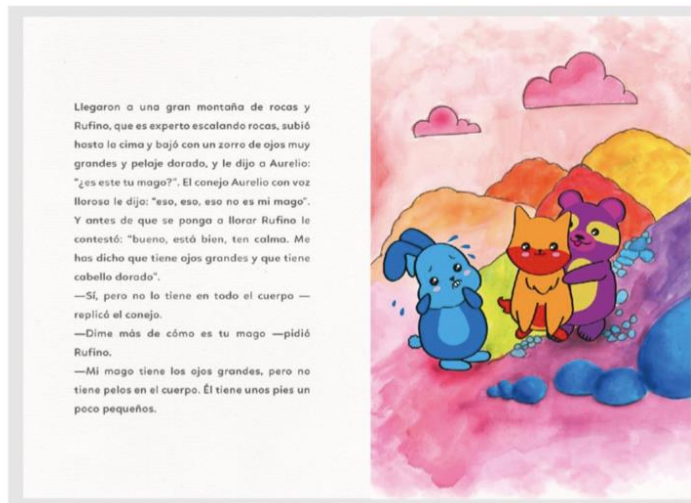 Llegaron a una gran montaña de rocas y
Rufino, que es experto escalando rocas, subió
hasta la cima y bajó con un zorro de ojos muy
grandes y pelaje dorado, y le dijo a Aurelio:
"¿es este tu mago?". El conejo Aurelio con voz
llorosa le dijo: "eso, eso, eso no es mi mago".
Y antes de que se ponga a llorar Rufino le
contestó: "bueno, está bien, ten calma. Me
has dicho que tiene ojos grandes y que tiene
cabello dorado".
—Sí, pero no lo tiene en todo el cuerpo —
replicó el conejo.
—Dime más de cómo es tu mago —pidió
Rufino.
—Mi mago tiene los ojos grandes, pero no
tiene pelos en el cuerpo. Él tiene unos pies un
poco pequeños.